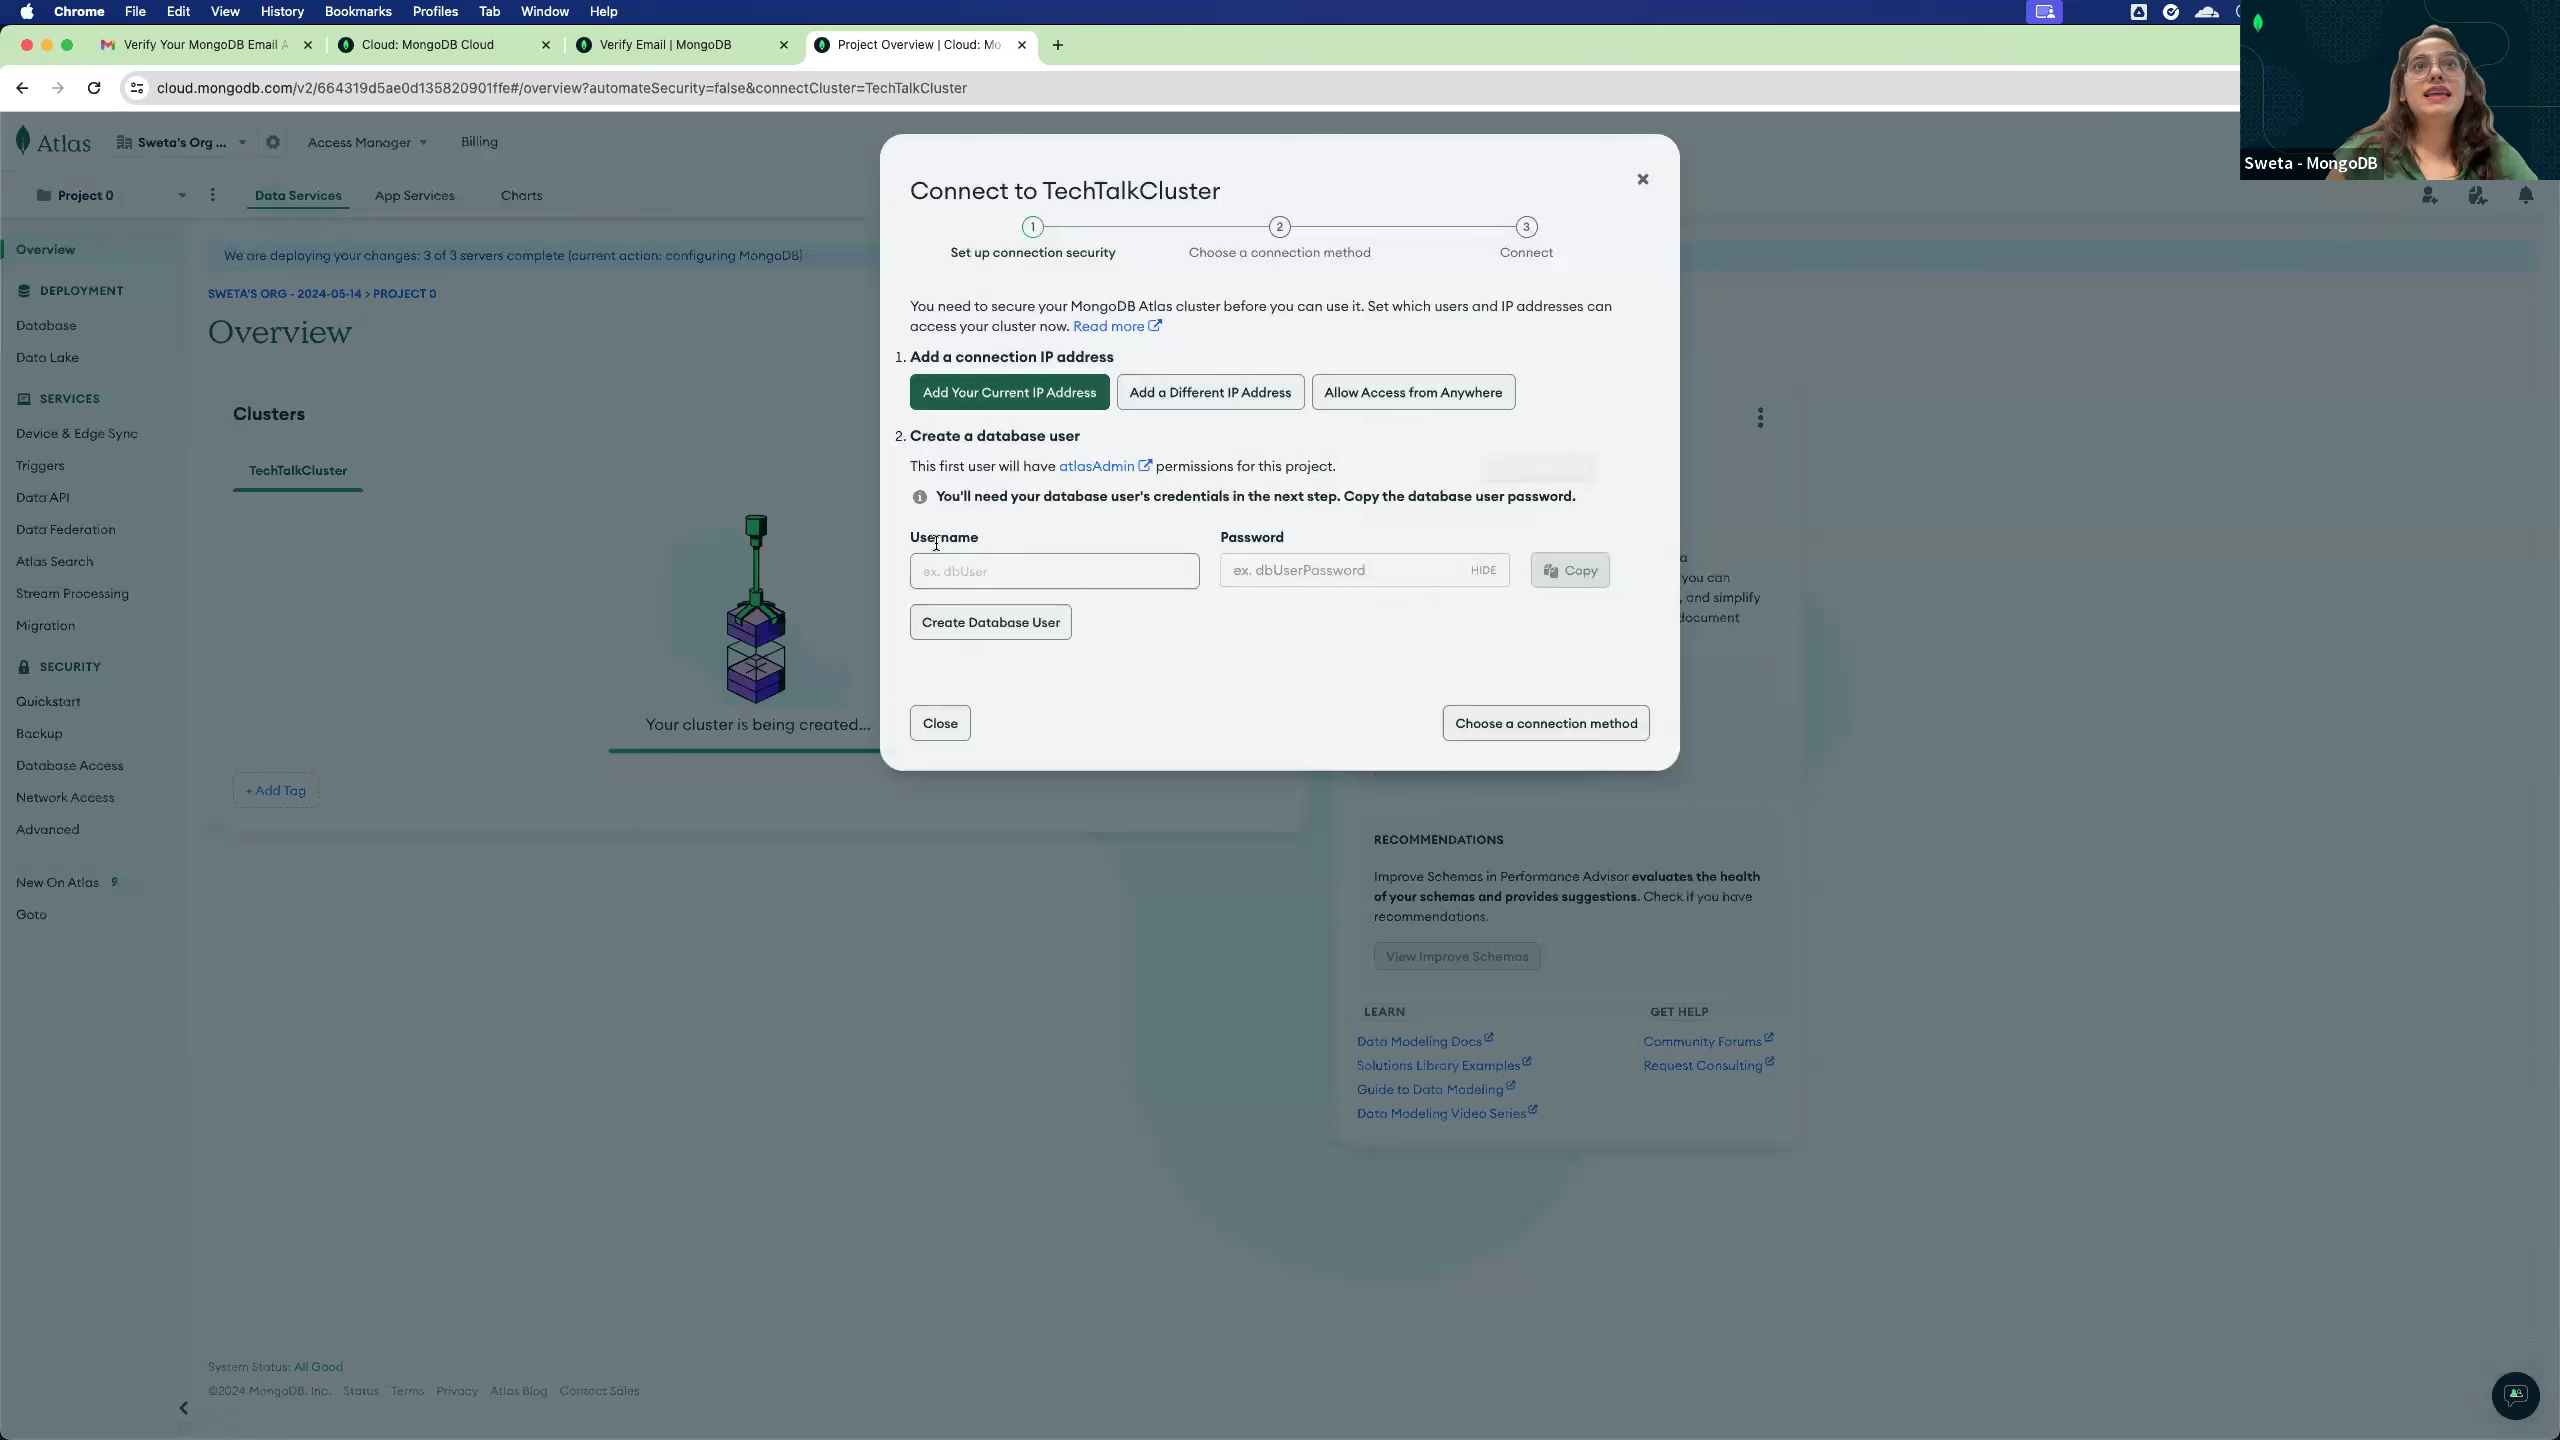 Chrome File Edit View History Bookmarks Profiles Tab Window Help
Verify Your MongoDB Email A
Cloud: MongoDB Cloud
Verify Email | MongoDB
Project Overview | Cloud: Mo
cloud.mongodb.com/v2/664319d5ae0d135820901ffe#/overview?automateSecurity=false&connectCluster=TechTalkCluster
Sweta - MongoDB
Atlas
Sweta's Org ...
Access Manager
Billing
Project 0
Data Services
App Services
Charts
Overview
DEPLOYMENT
Database
Data Lake
SERVICES
Device & Edge Sync
Triggers
Data API
Data Federation
Atlas Search
Stream Processing
Migration
SECURITY
Quickstart
Backup
Database Access
Network Access
Advanced
New On Atlas 9
Goto
We are deploying your changes: 3 of 3 servers complete (current action: configuring MongoDB)
SWETA'S ORG - 2024-05-14 > PROJECT 0
Overview
Clusters
TechTalkCluster
Your cluster is being created...
+ Add Tag
Connect to TechTalkCluster
1
2
3
Set up connection security
Choose a connection method
Connect
You need to secure your MongoDB Atlas cluster before you can use it. Set which users and IP addresses can
access your cluster now. Read more
1. Add a connection IP address
Add Your Current IP Address
Add a Different IP Address
Allow Access from Anywhere
2. Create a database user
This first user will have atlasAdmin permissions for this project.
You'll need your database user's credentials in the next step. Copy the database user password.
Username
Password
ex. dbUser
ex. dbUserPassword
HIDE
Copy
Create Database User
Close
Choose a connection method
a
you can
, and simplify
document
RECOMMENDATIONS
Improve Schemas in Performance Advisor evaluates the health
of your schemas and provides suggestions. Check if you have
recommendations.
View Improve Schemas
LEARN
Data Modeling Docs
Solutions Library Examples
Guide to Data Modeling
Data Modeling Video Series
GET HELP
Community Forums
Request Consulting
System Status: All Good
©2024 MongoDB, Inc. Status Terms Privacy Atlas Blog Contact Sales